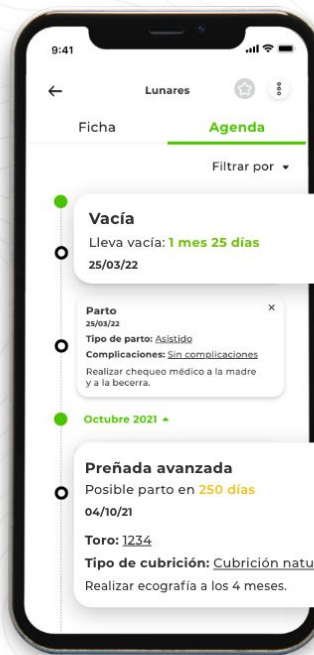 9:41
Lunares
Ficha
Agenda
Filtrar por
Vacía
Lleva vacía: 1 mes 25 días
25/03/22
Parto
25/03/22
Tipo de parto: Asistido
Complicaciones: Sin complicaciones
Realizar chequeo médico a la madre
y a la becerra.
Octubre 2021
Preñada avanzada
Posible parto en 250 días
04/10/21
Toro: 1234
Tipo de cubrición: Cubrición natu
Realizar ecografía a los 4 meses.